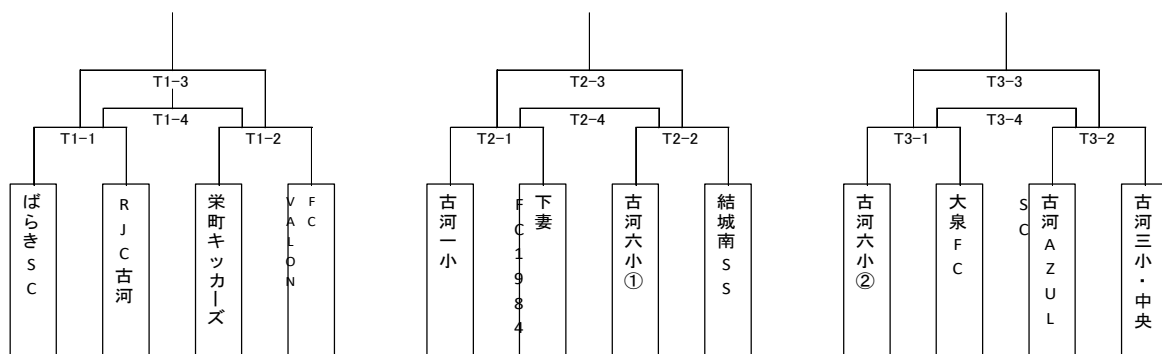 T1-3
T2-3
T3-3
T1-4
T2-4
T3-4
T1-1
T1-2
T2-1
T2-2
T3-1
T3-2
ばらきSC
RJC古河
栄町キッカーズ
FC
VALON
古河一小
下妻
FC1984
古河六小①
結城南SS
古河六小②
大泉FC
古河AZUL
SC
古河三小・中央